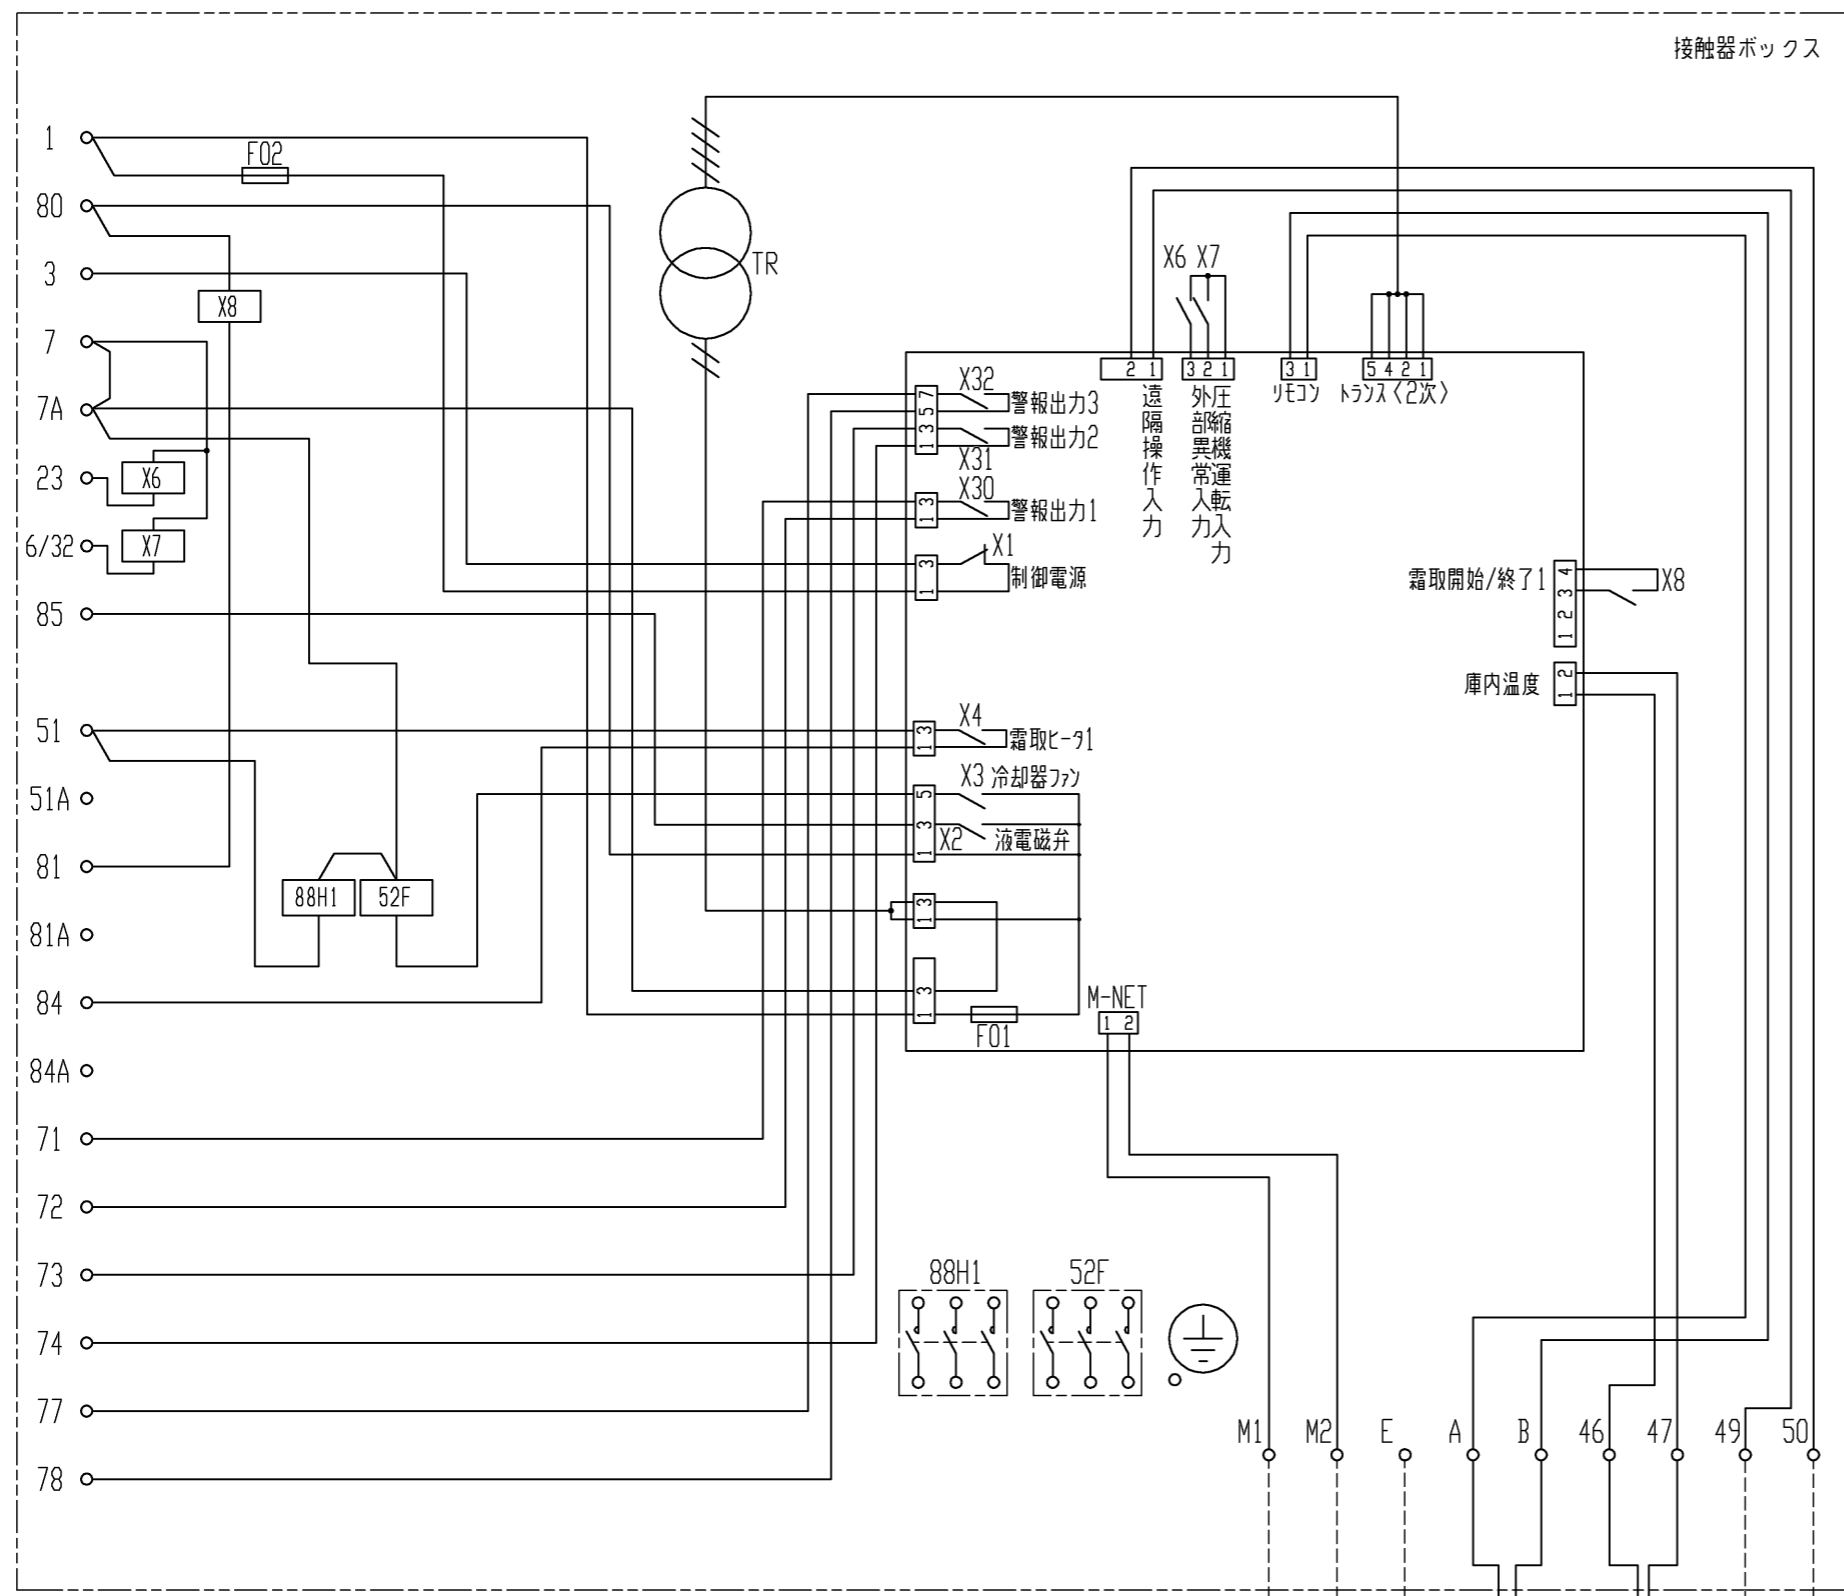 接触器ボックス
1
F02
80
3
TR
X8
7
7A
23
X6
6/32
X7
85
51
51A
81
88H1
52F
81A
84
84A
71
72
73
74
77
78
X6 X7
2 1
3 2 1
3 1
5 4 2 1
遠隔操作入力
外部異常入力
圧縮機運転入力
リモコン
トランス〈2次〉
7
5
3
1
X32
警報出力3
警報出力2
X31
3
1
X30
警報出力1
3
1
X1
制御電源
霜取開始/終了1
4
3
2
1
X8
庫内温度
2
1
3
1
X4
霜取ヒータ1
5
3
1
X3 冷却器ファン
X2 液電磁弁
3
1
3
1
F01
M-NET
1 2
88H1
52F
M1
M2
E
A
B
46
47
49
50